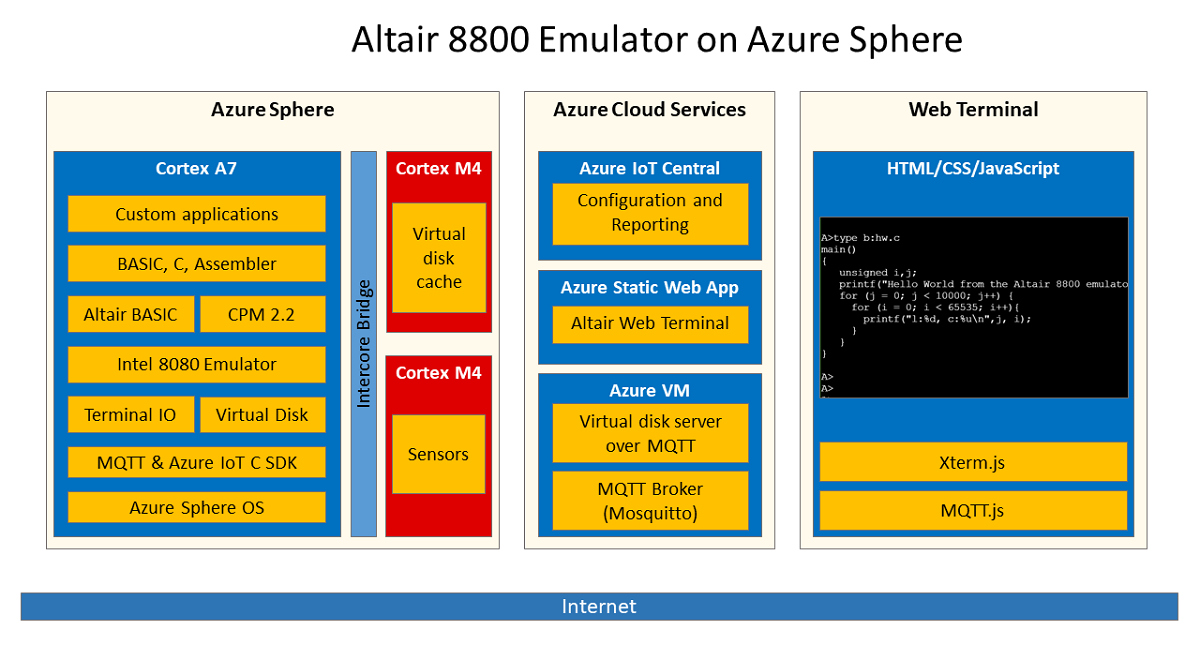 Altair 8800 Emulator on Azure Sphere
Azure Sphere
Cortex A7
Custom applications
BASIC, C, Assembler
Altair BASIC
CPM 2.2
Intel 8080 Emulator
Terminal IO
Virtual Disk
MQTT & Azure IoT C SDK
Azure Sphere OS
Intercore Bridge
Cortex M4
Virtual
disk
cache
Cortex M4
Sensors
Azure Cloud Services
Azure IoT Central
Configuration and
Reporting
Azure Static Web App
Altair Web Terminal
Azure VM
Virtual disk server
over MQTT
MQTT Broker
(Mosquitto)
Web Terminal
HTML/CSS/JavaScript
A>type b:hw.c
main()
{
unsigned i,j;
printf("Hello World from the Altair 8800 emulato
for (j = 0; j < 10000; j++) {
for (i = 0; i < 65535; i++){
printf("l:%d, c:%u\n",j, i);
}
}
}
A>
A>
Xterm.js
MQTT.js
Internet